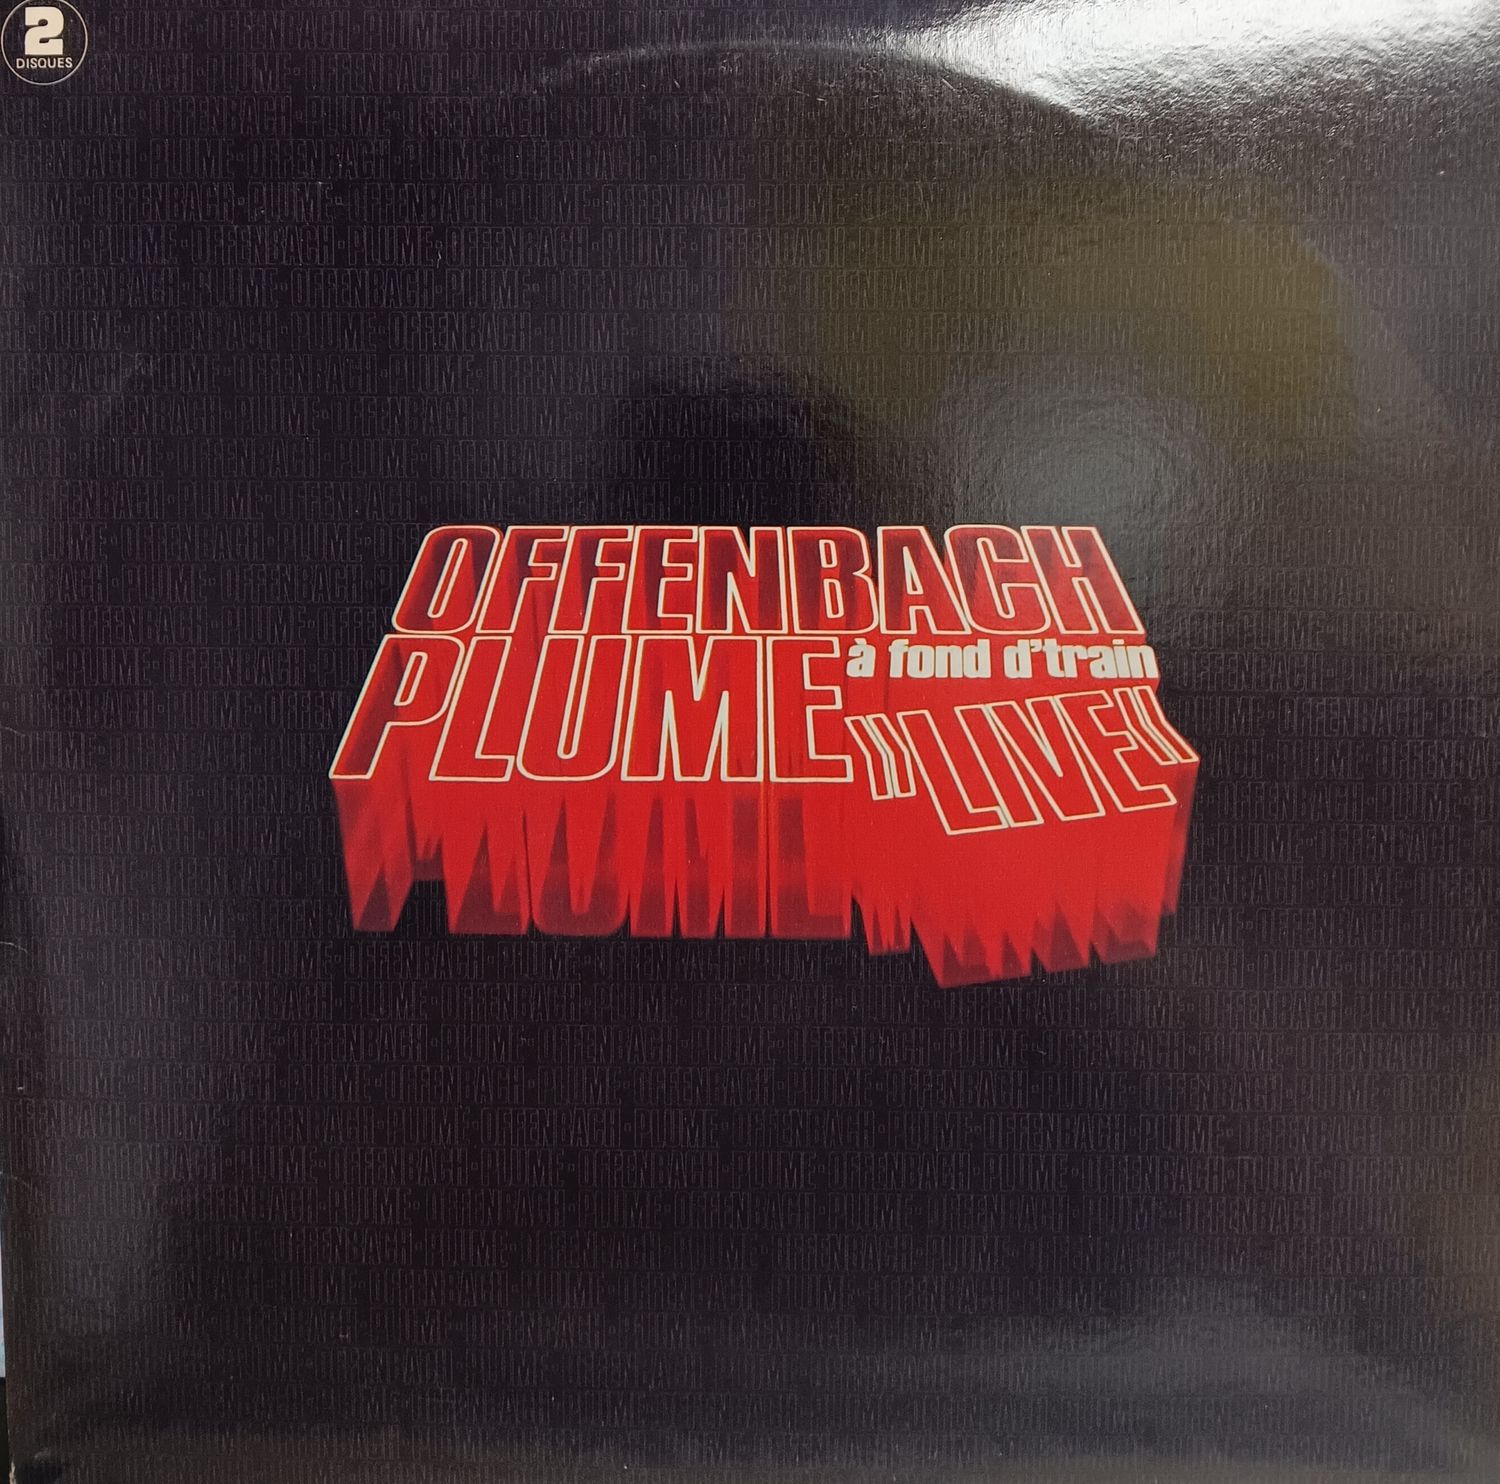 2
DISQUES
OFFENBACH
PLUME à fond d'train
"LIVE"